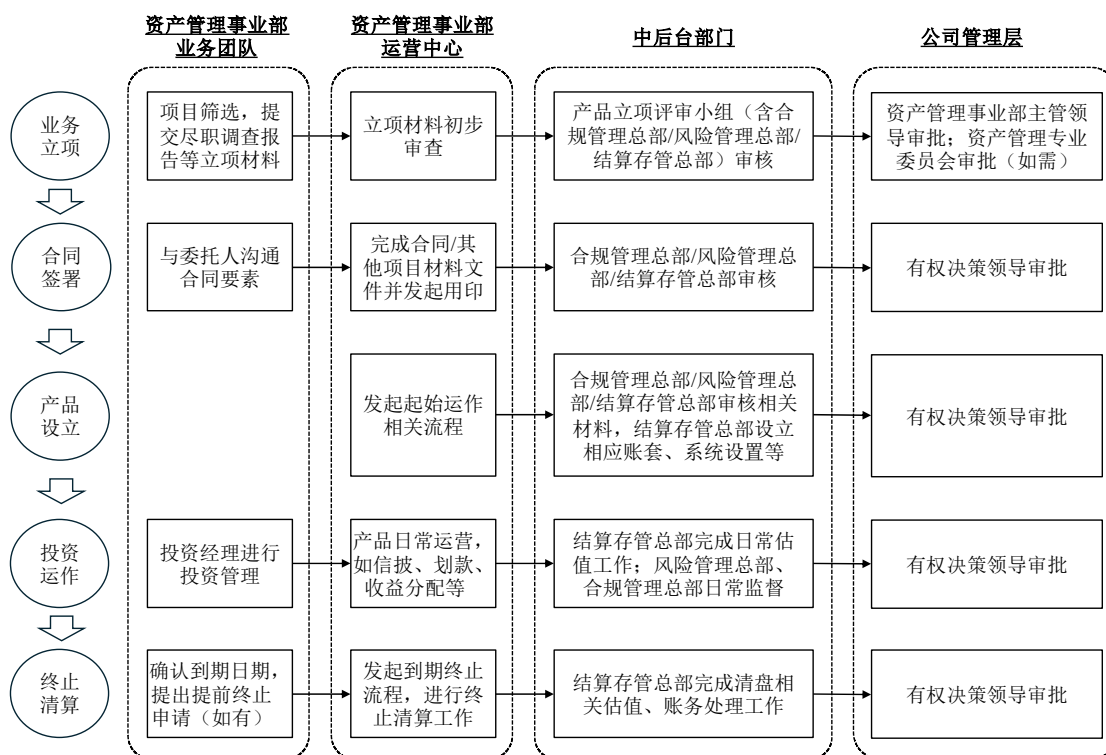 资产管理事业部
业务团队
资产管理事业部
运营中心
中后台部门
公司管理层
业务
立项
项目筛选，提
交尽职调查报
告等立项材料
立项材料初步
审查
产品立项评审小组（含合
规管理总部/风险管理总部/
结算存管总部）审核
资产管理事业部主管领
导审批；资产管理专业
委员会审批（如需）
合同
签署
与委托人沟通
合同要素
完成合同/其
他项目材料文
件并发起用印
合规管理总部/风险管理总
部/结算存管总部审核
有权决策领导审批
产品
设立
发起起始运作
相关流程
合规管理总部/风险管理总
部/结算存管总部审核相关
材料，结算存管总部设立
相应账套、系统设置等
有权决策领导审批
投资
运作
投资经理进行
投资管理
产品日常运营，
如信披、划款、
收益分配等
结算存管总部完成日常估
值工作；风险管理总部、
合规管理总部日常监督
有权决策领导审批
终止
清算
确认到期日期，
提出提前终止
申请（如有）
发起到期终止
流程，进行终
止清算工作
结算存管总部完成清盘相
关估值、账务处理工作
有权决策领导审批